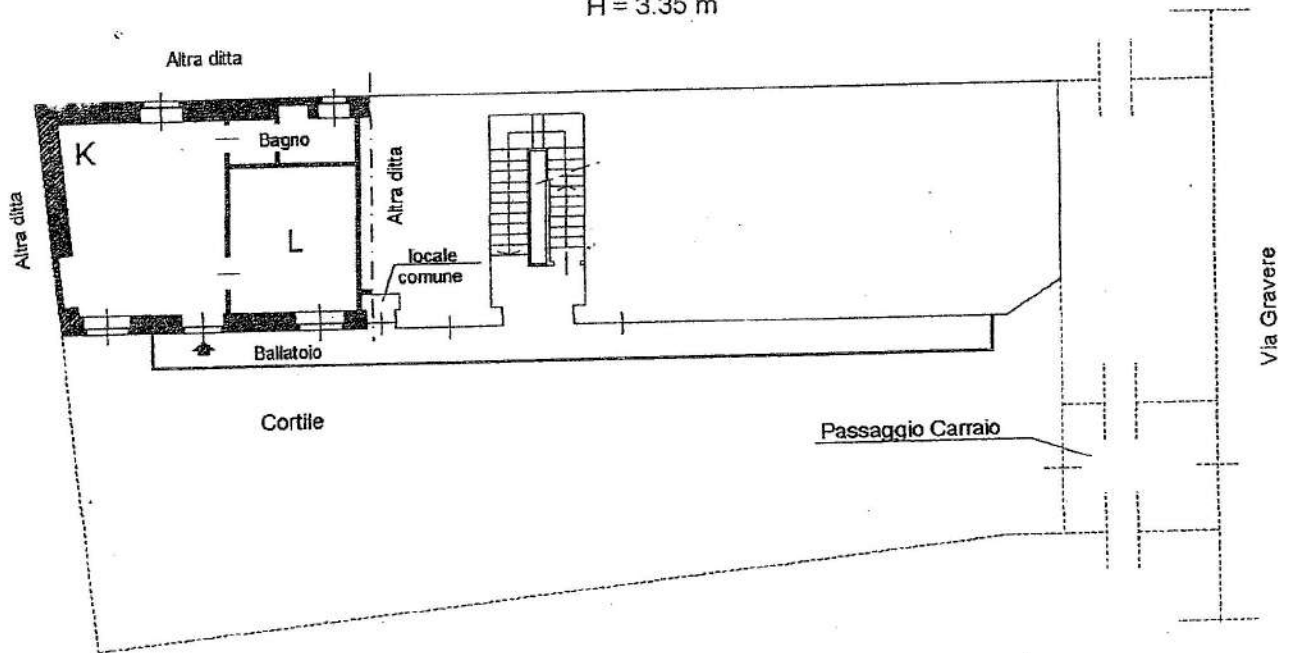 H = 3.35 m
Altra ditta
Bagno
K
Altra ditta
Altra ditta
L
locale
comune
Via Gravere
Ballatoio
Cortile
Passaggio Carraio